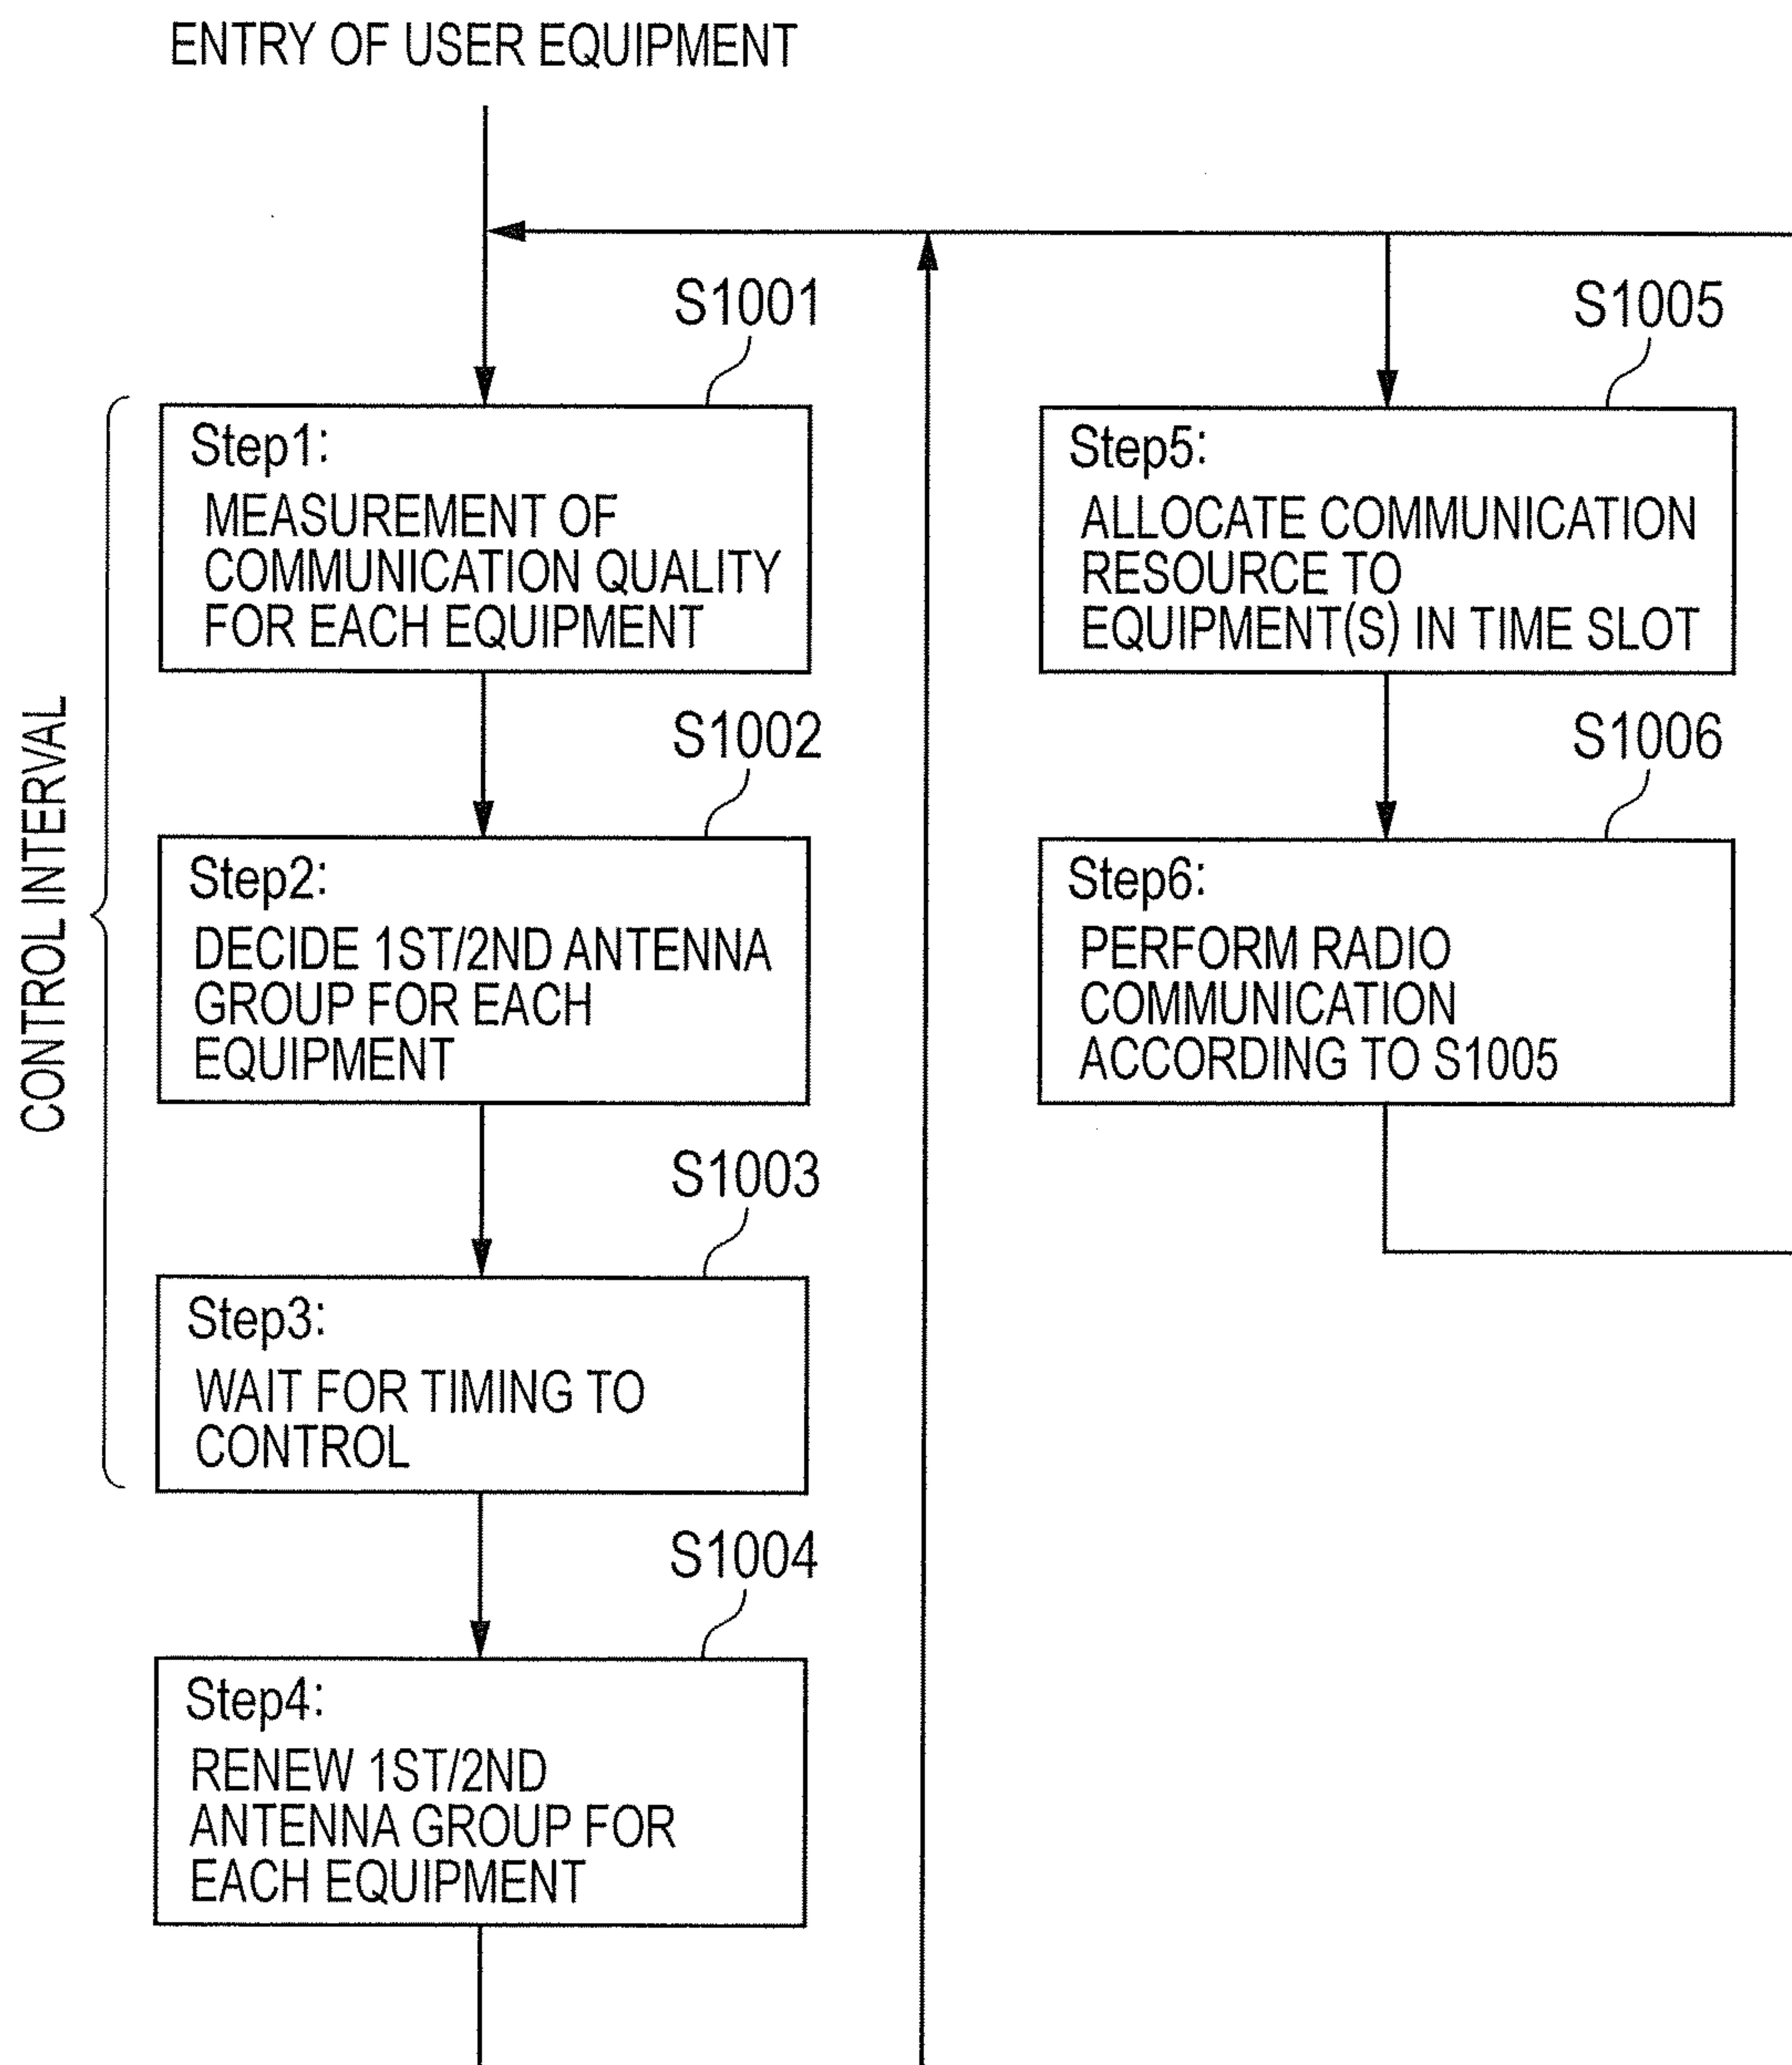 ENTRY OF USER EQUIPMENT
S1001
Step1:
MEASUREMENT OF
COMMUNICATION QUALITY
FOR EACH EQUIPMENT
S1002
Step2:
DECIDE 1ST/2ND ANTENNA
GROUP FOR EACH
EQUIPMENT
S1003
Step3:
WAIT FOR TIMING TO
CONTROL
CONTROL INTERVAL
S1004
Step4:
RENEW 1ST/2ND
ANTENNA GROUP FOR
EACH EQUIPMENT
S1005
Step5:
ALLOCATE COMMUNICATION
RESOURCE TO
EQUIPMENT(S) IN TIME SLOT
S1006
Step6:
PERFORM RADIO
COMMUNICATION
ACCORDING TO S1005